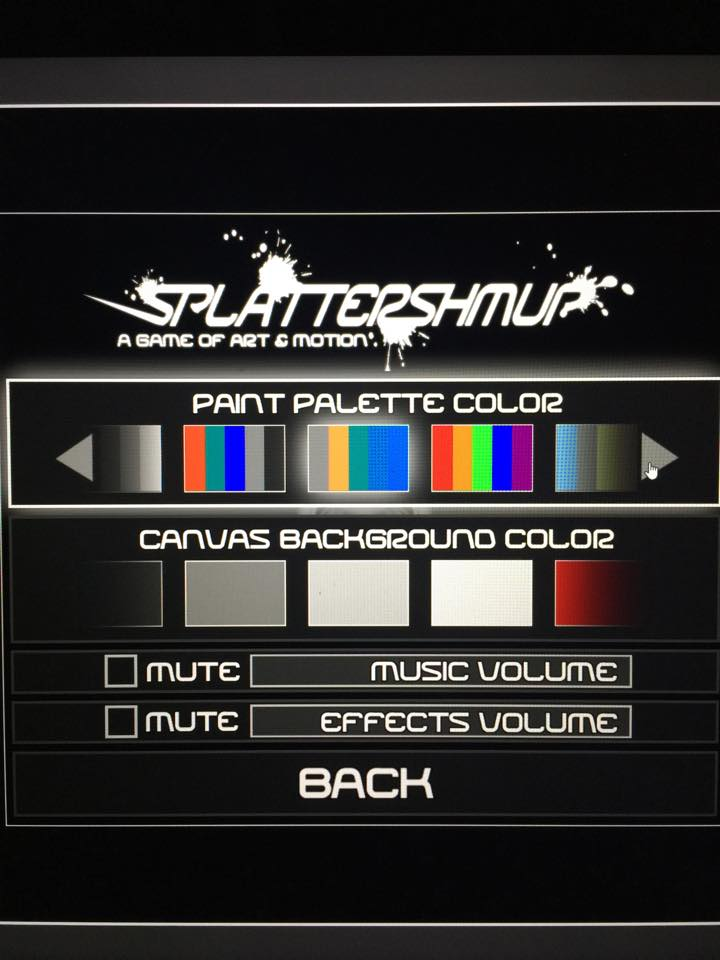 SPLATTERSHMUP
A GAME OF ART & MOTION
PAINT PALETTE COLOR
CANVAS BACKGROUND COLOR
MUTE MUSIC VOLUME
MUTE EFFECTS VOLUME
BACK